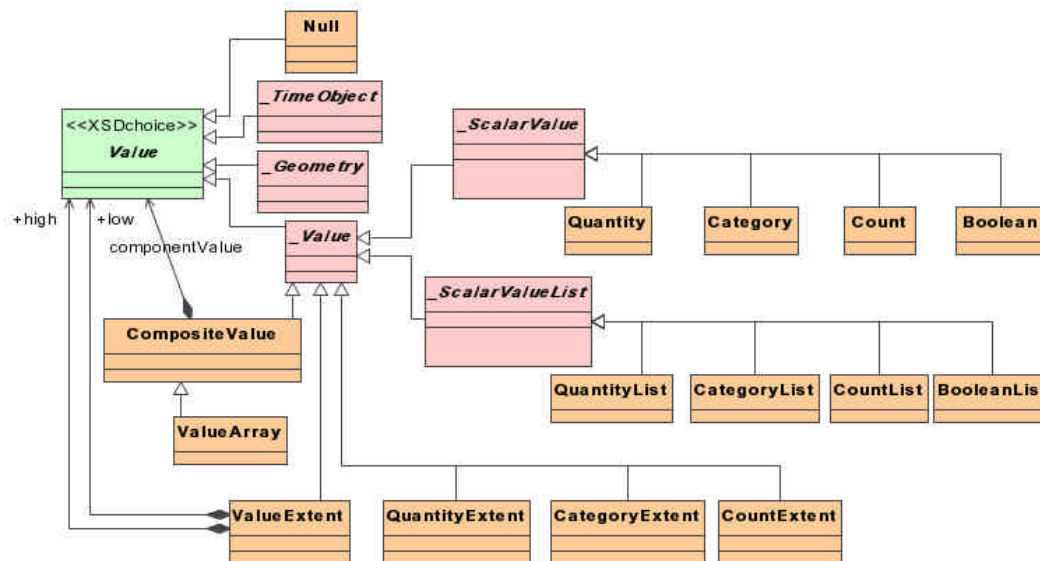 Null
_TimeObject
<<XSDchoice>>
Value
_ScalarValue
_Geometry
+high
+low
Quantity
Category
Count
Boolean
_Value
componentValue
_ScalarValueList
CompositeValue
QuantityList
CategoryList
CountList
BooleanList
ValueArray
ValueExtent
QuantityExtent
CategoryExtent
CountExtent